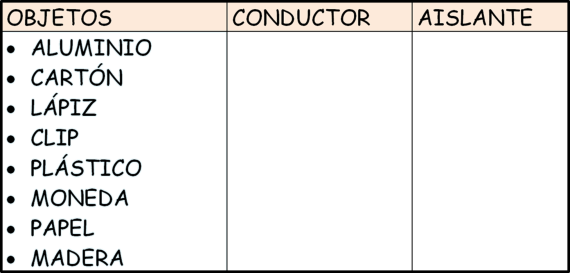 OBJETOS CONDUCTOR AISLANTE
• ALUMINIO
• CARTÓN
• LÁPIZ
• CLIP
• PLÁSTICO
• MONEDA
• PAPEL
• MADERA